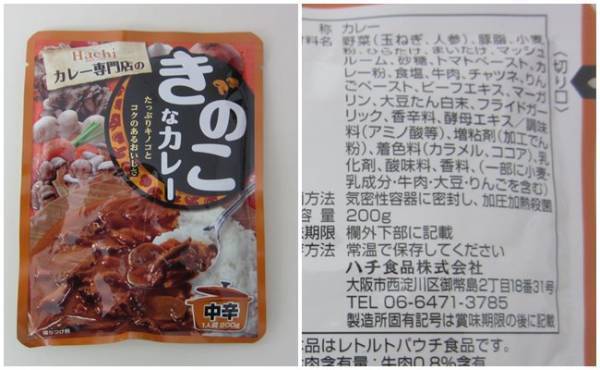 Hachi
カレー専門店の
きのこ
なカレー
たっぷりキノコと
コクのあるおいしさ
中辛
1人前 200g
称 カレー
料名 野菜(玉ねぎ、人参)、豚脂、小麦
粉、ひらたけ、まいたけ、マッシュ
ルーム、砂糖、トマトペースト、カ
レー粉、食塩、牛肉、チャツネ、りん
ごペースト、ビーフエキス、マーガ
リン、大豆たん白末、フライドガー
リック、香辛料、酵母エキス/調味
料(アミノ酸等)、増粘剤(加工でん
粉)、着色料(カラメル、ココア)、乳
化剤、酸味料、香料、(一部に小麦・
乳成分・牛肉・大豆・りんごを含む)
方法 気密性容器に密封し、加圧加熱殺菌
容量 200g
期限 欄外下部に記載
方法 常温で保存してください
ハチ食品株式会社
大阪市西淀川区御幣島2丁目18番31号
TEL 06-6471-3785
製造所固有記号は賞味期限の後に記載
品はレトルトパウチ食品です。
含有量:牛肉0.8%含有
〈切り口〉